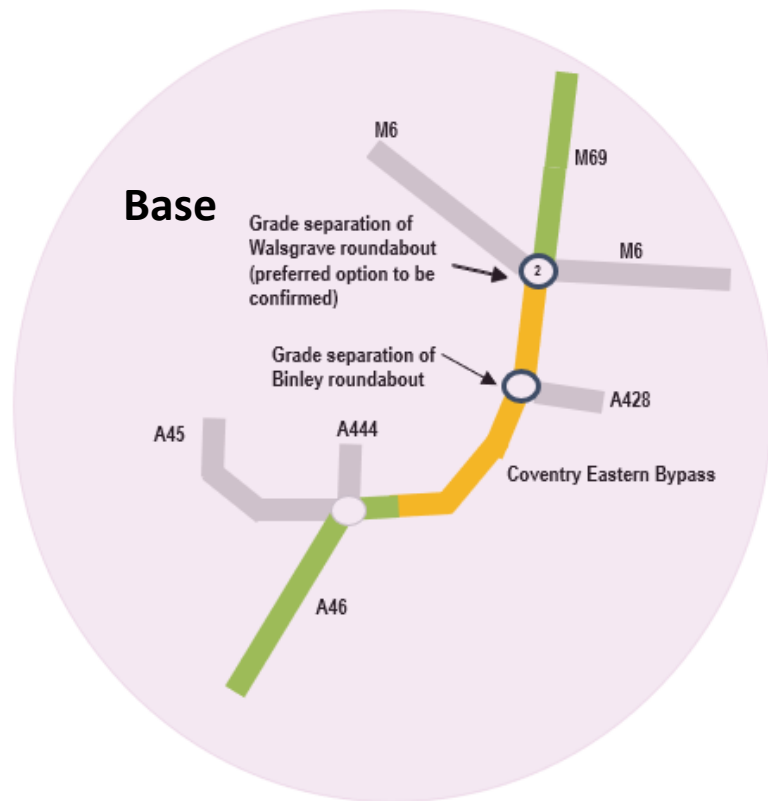 M6
M69
Base
Grade separation of
Walsgrave roundabout
(preferred option to be
confirmed)
M6
2
Grade separation of
Binley roundabout
A428
A45
A444
Coventry Eastern Bypass
A46